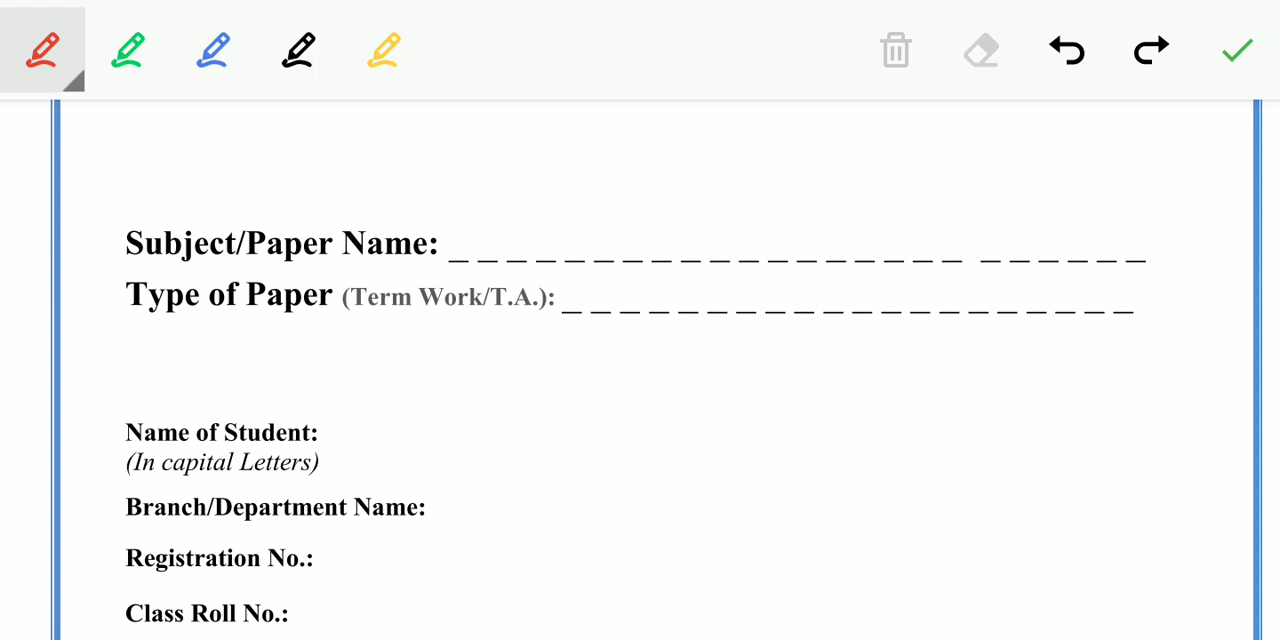 Subject/Paper Name: _ _ _ _ _ _ _ _ _ _ _ _ _ _ _ _ _ _ _ _ _ _ _ _
Type of Paper (Term Work/T.A.): _ _ _ _ _ _ _ _ _ _ _ _ _ _ _ _ _ _ _ _
Name of Student:
(In capital Letters)
Branch/Department Name:
Registration No.:
Class Roll No.: